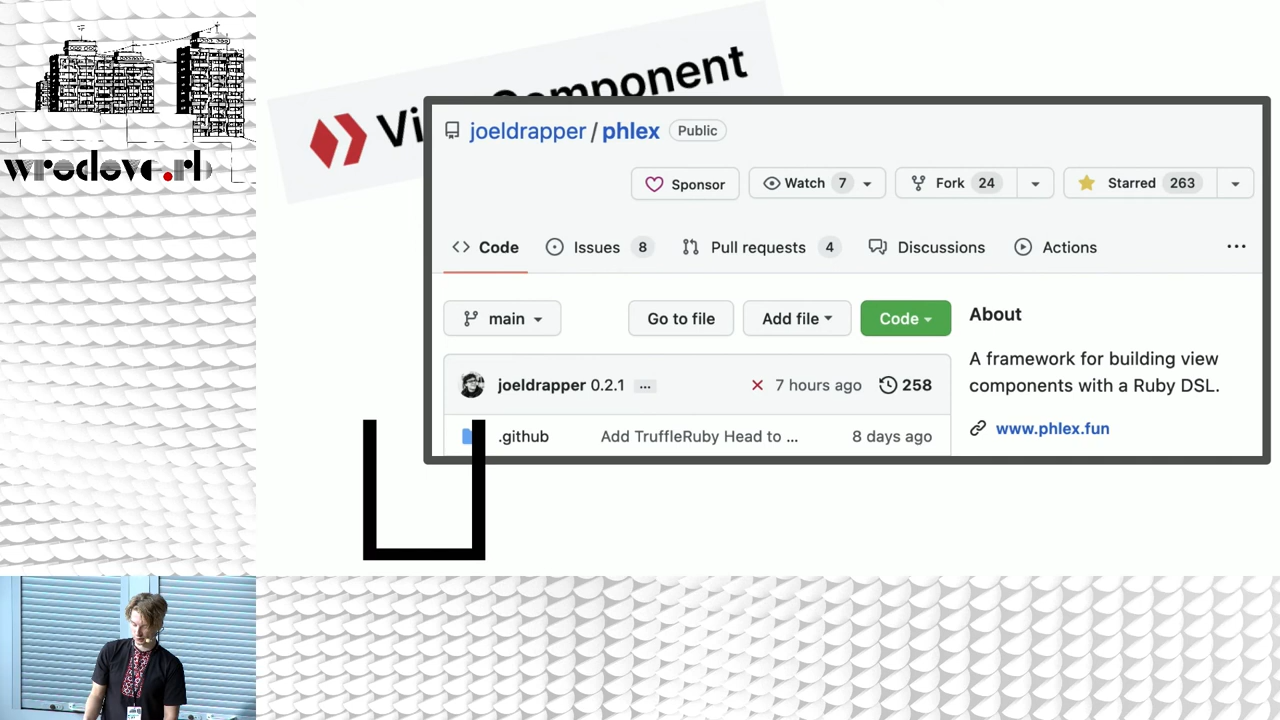 wroclove.rb
Vi Component
joeldrapper / phlex Public
Sponsor Watch 7 Fork 24 Starred 263
Code Issues 8 Pull requests 4 Discussions Actions ...
main Go to file Add file Code About
A framework for building view
components with a Ruby DSL.
joeldrapper 0.2.1 ... 7 hours ago 258
www.phlex.fun
.github Add TruffleRuby Head to ... 8 days ago